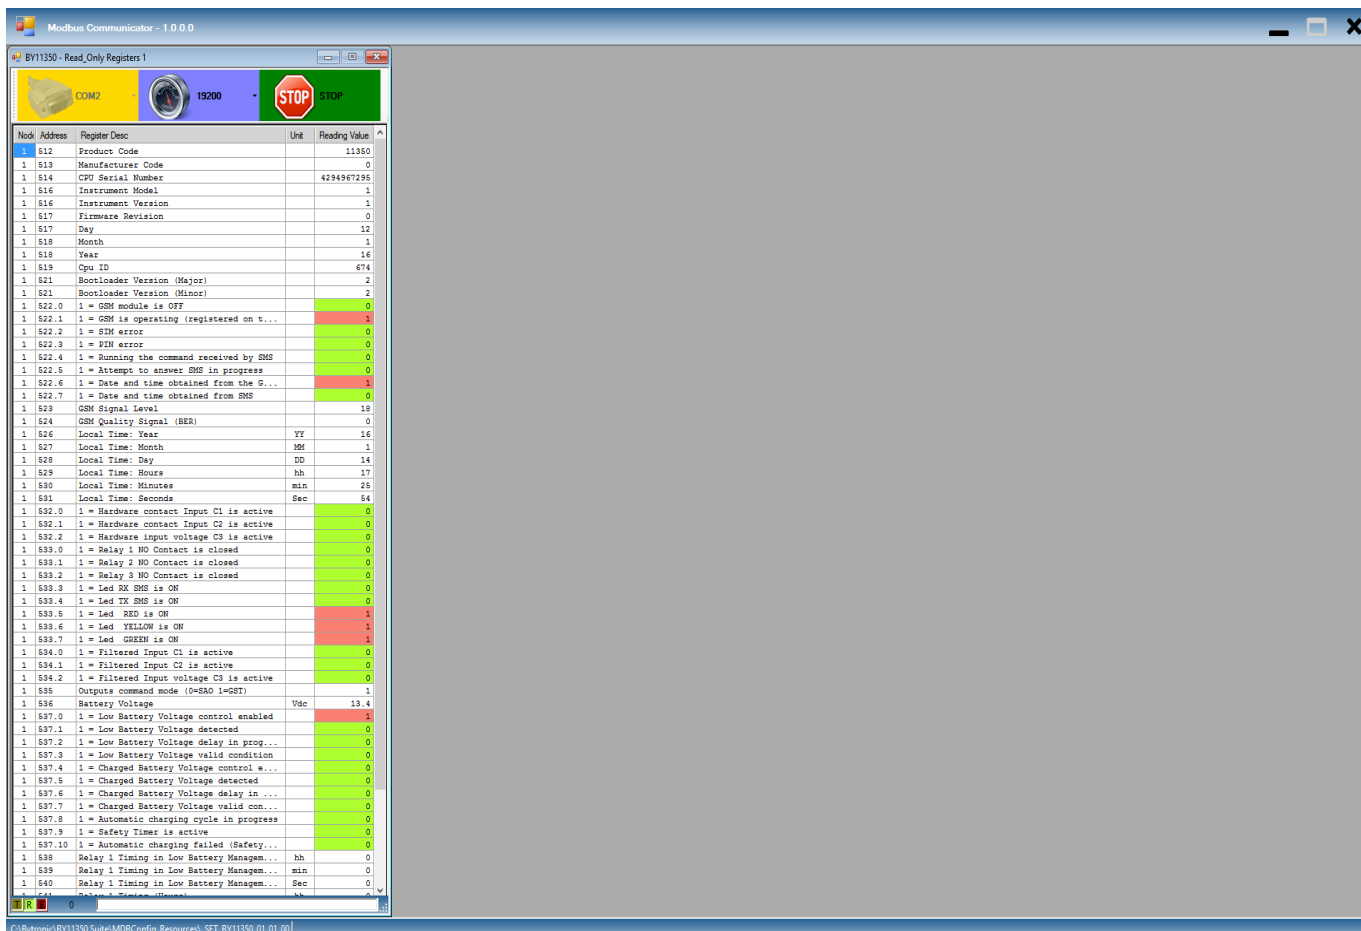 Modbus Communicator - 1.0.0.0
BY11350 - Read_Only Registers 1
COM2 19200 STOP STOP
Node Address Register Desc Unit Reading Value
1 512 Product Code 11350
1 513 Manufacturer Code 0
1 514 CPU Serial Number 4294967295
1 516 Instrument Model 1
1 516 Instrument Version 1
1 517 Firmware Revision 0
1 517 Day 12
1 518 Month 1
1 518 Year 16
1 519 Cpu ID 674
1 521 Bootloader Version (Major) 2
1 521 Bootloader Version (Minor) 2
1 522.0 1 = GSM module is OFF 0
1 522.1 1 = GSM is operating (registered on t... 1
1 522.2 1 = SIM error 0
1 522.3 1 = PIN error 0
1 522.4 1 = Running the command received by SMS 0
1 522.5 1 = Attempt to answer SMS in progress 0
1 522.6 1 = Date and time obtained from the G... 1
1 522.7 1 = Date and time obtained from SMS 0
1 523 GSM Signal Level 18
1 524 GSM Quality Signal (BER) 0
1 526 Local Time: Year YY 16
1 527 Local Time: Month MM 1
1 528 Local Time: Day DD 14
1 529 Local Time: Hours hh 17
1 530 Local Time: Minutes min 25
1 531 Local Time: Seconds Sec 54
1 532.0 1 = Hardware contact Input C1 is active 0
1 532.1 1 = Hardware contact Input C2 is active 0
1 532.2 1 = Hardware input voltage C3 is active 0
1 533.0 1 = Relay 1 NO Contact is closed 0
1 533.1 1 = Relay 2 NO Contact is closed 0
1 533.2 1 = Relay 3 NO Contact is closed 0
1 533.3 1 = Led RX SMS is ON 0
1 533.4 1 = Led TX SMS is ON 0
1 533.5 1 = Led RED is ON 1
1 533.6 1 = Led YELLOW is ON 1
1 533.7 1 = Led GREEN is ON 1
1 534.0 1 = Filtered Input C1 is active 0
1 534.1 1 = Filtered Input C2 is active 0
1 534.2 1 = Filtered Input voltage C3 is active 0
1 535 Outputs command mode (0=SAO 1=GST) 1
1 536 Battery Voltage Vdc 13.4
1 537.0 1 = Low Battery Voltage control enabled 1
1 537.1 1 = Low Battery Voltage detected 0
1 537.2 1 = Low Battery Voltage delay in prog... 0
1 537.3 1 = Low Battery Voltage valid condition 0
1 537.4 1 = Charged Battery Voltage control e... 0
1 537.5 1 = Charged Battery Voltage detected 0
1 537.6 1 = Charged Battery Voltage delay in ... 0
1 537.7 1 = Charged Battery Voltage valid con... 0
1 537.8 1 = Automatic charging cycle in progress 0
1 537.9 1 = Safety Timer is active 0
1 537.10 1 = Automatic charging failed (Safety... 0
1 538 Relay 1 Timing in Low Battery Managem... hh 0
1 539 Relay 1 Timing in Low Battery Managem... min 0
1 540 Relay 1 Timing in Low Battery Managem... Sec 0
1 541 Relay 1 Timing (Hours) hh 0
T R 0
C:\Bytronic\BY11350 Suite\MDBConfig_Resources\_SET_BY11350_01_01_00